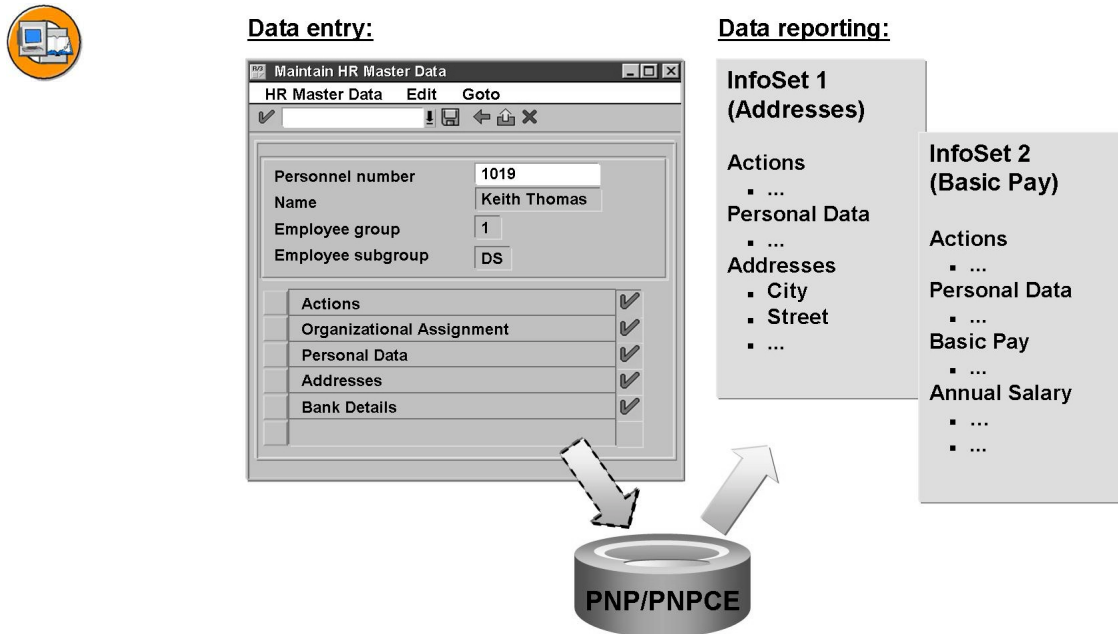 Data entry:
Data reporting:
R/3
Maintain HR Master Data
HR Master Data Edit Goto
Personnel number 1019
Name Keith Thomas
Employee group 1
Employee subgroup DS
Actions
Organizational Assignment
Personal Data
Addresses
Bank Details
InfoSet 1
(Addresses)
Actions
▪ ...
Personal Data
▪ ...
Addresses
▪ City
▪ Street
▪ ...
InfoSet 2
(Basic Pay)
Actions
▪ ...
Personal Data
▪ ...
Basic Pay
▪ ...
Annual Salary
▪ ...
▪ ...
PNP/PNPCE